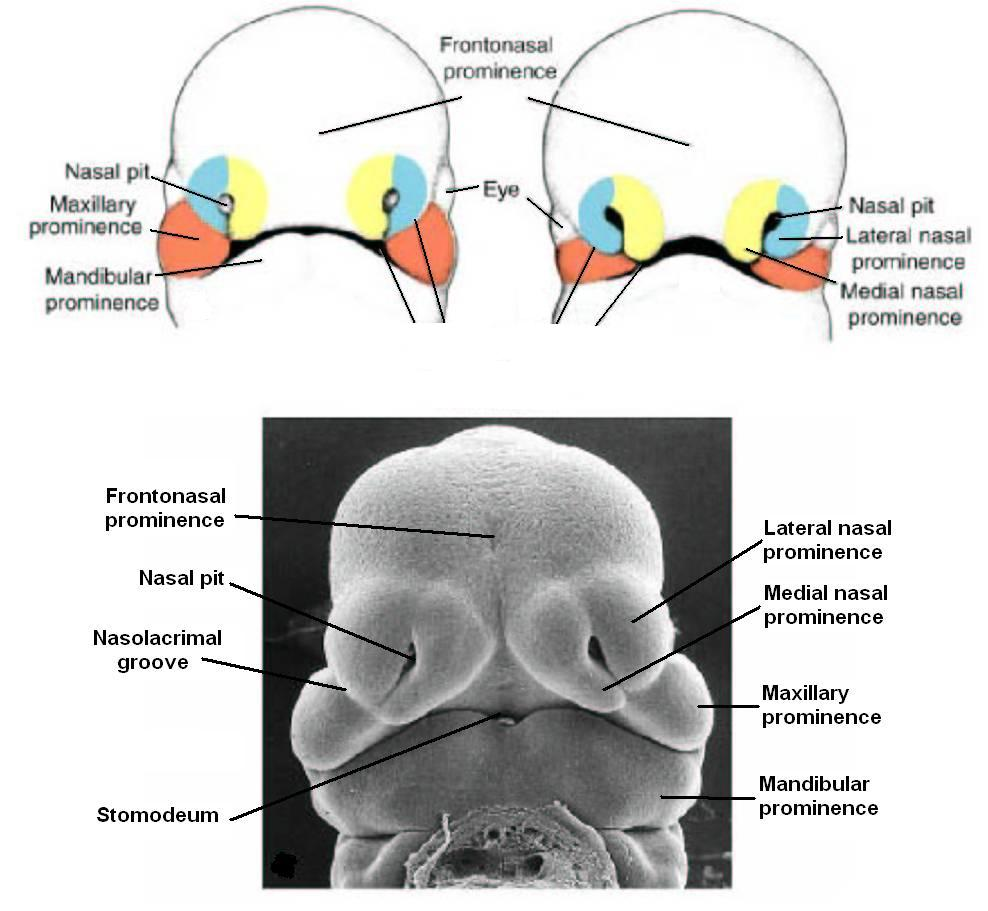 Frontonasal
prominence
Nasal pit
Maxillary
prominence
Mandibular
prominence
Eye
Nasal pit
Lateral nasal
prominence
Medial nasal
prominence
Frontonasal
prominence
Nasal pit
Nasolacrimal
groove
Stomodeum
Lateral nasal
prominence
Medial nasal
prominence
Maxillary
prominence
Mandibular
prominence